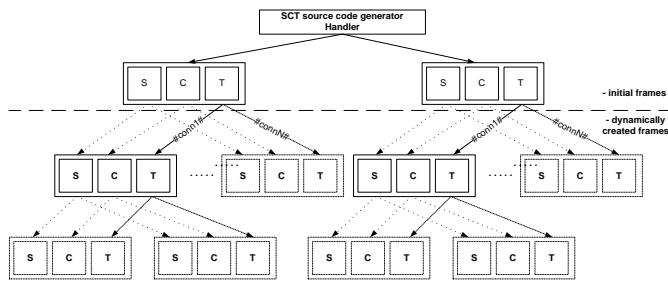 SCT source code generator
Handler
S C T S C T
- initial frames
- dynamically
created frames
#conn1# #connN# #conn1# #connN#
S C T S C T S C T S C T
S C T S C T S C T S C T